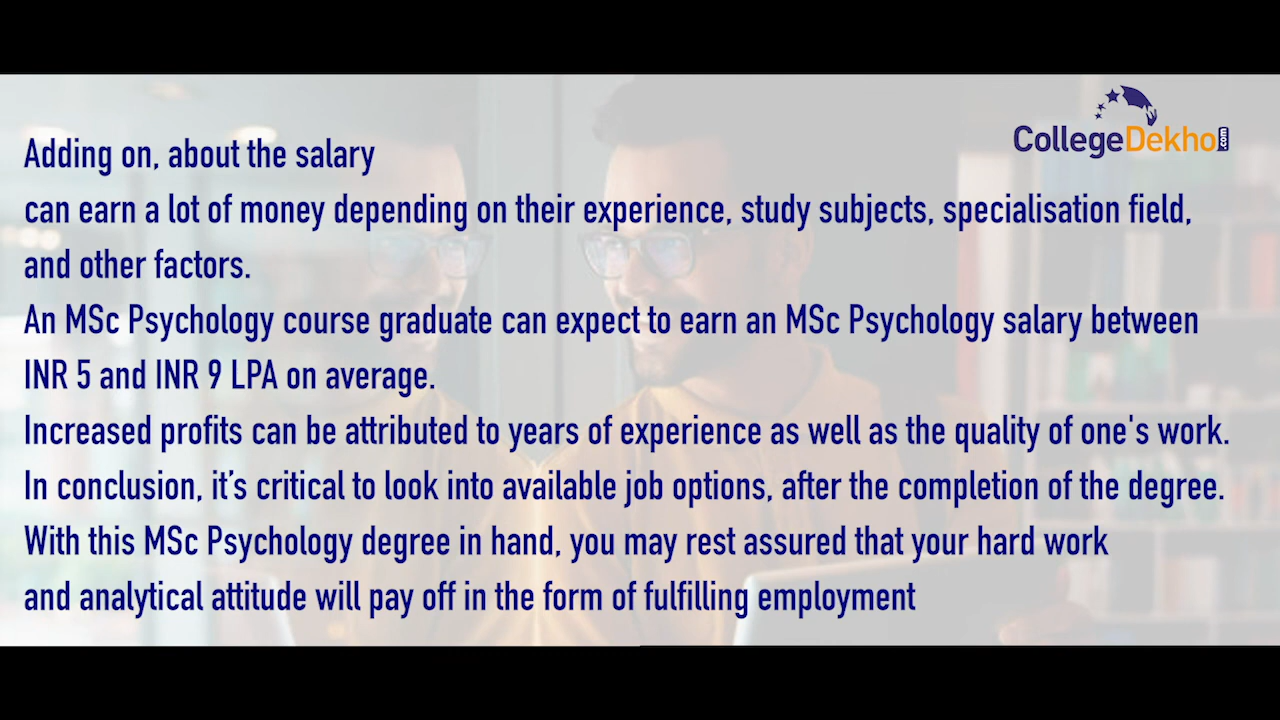 CollegeDekho.com
Adding on, about the salary
can earn a lot of money depending on their experience, study subjects, specialisation field,
and other factors.
An MSc Psychology course graduate can expect to earn an MSc Psychology salary between
INR 5 and INR 9 LPA on average.
Increased profits can be attributed to years of experience as well as the quality of one's work.
In conclusion, it’s critical to look into available job options, after the completion of the degree.
With this MSc Psychology degree in hand, you may rest assured that your hard work
and analytical attitude will pay off in the form of fulfilling employment